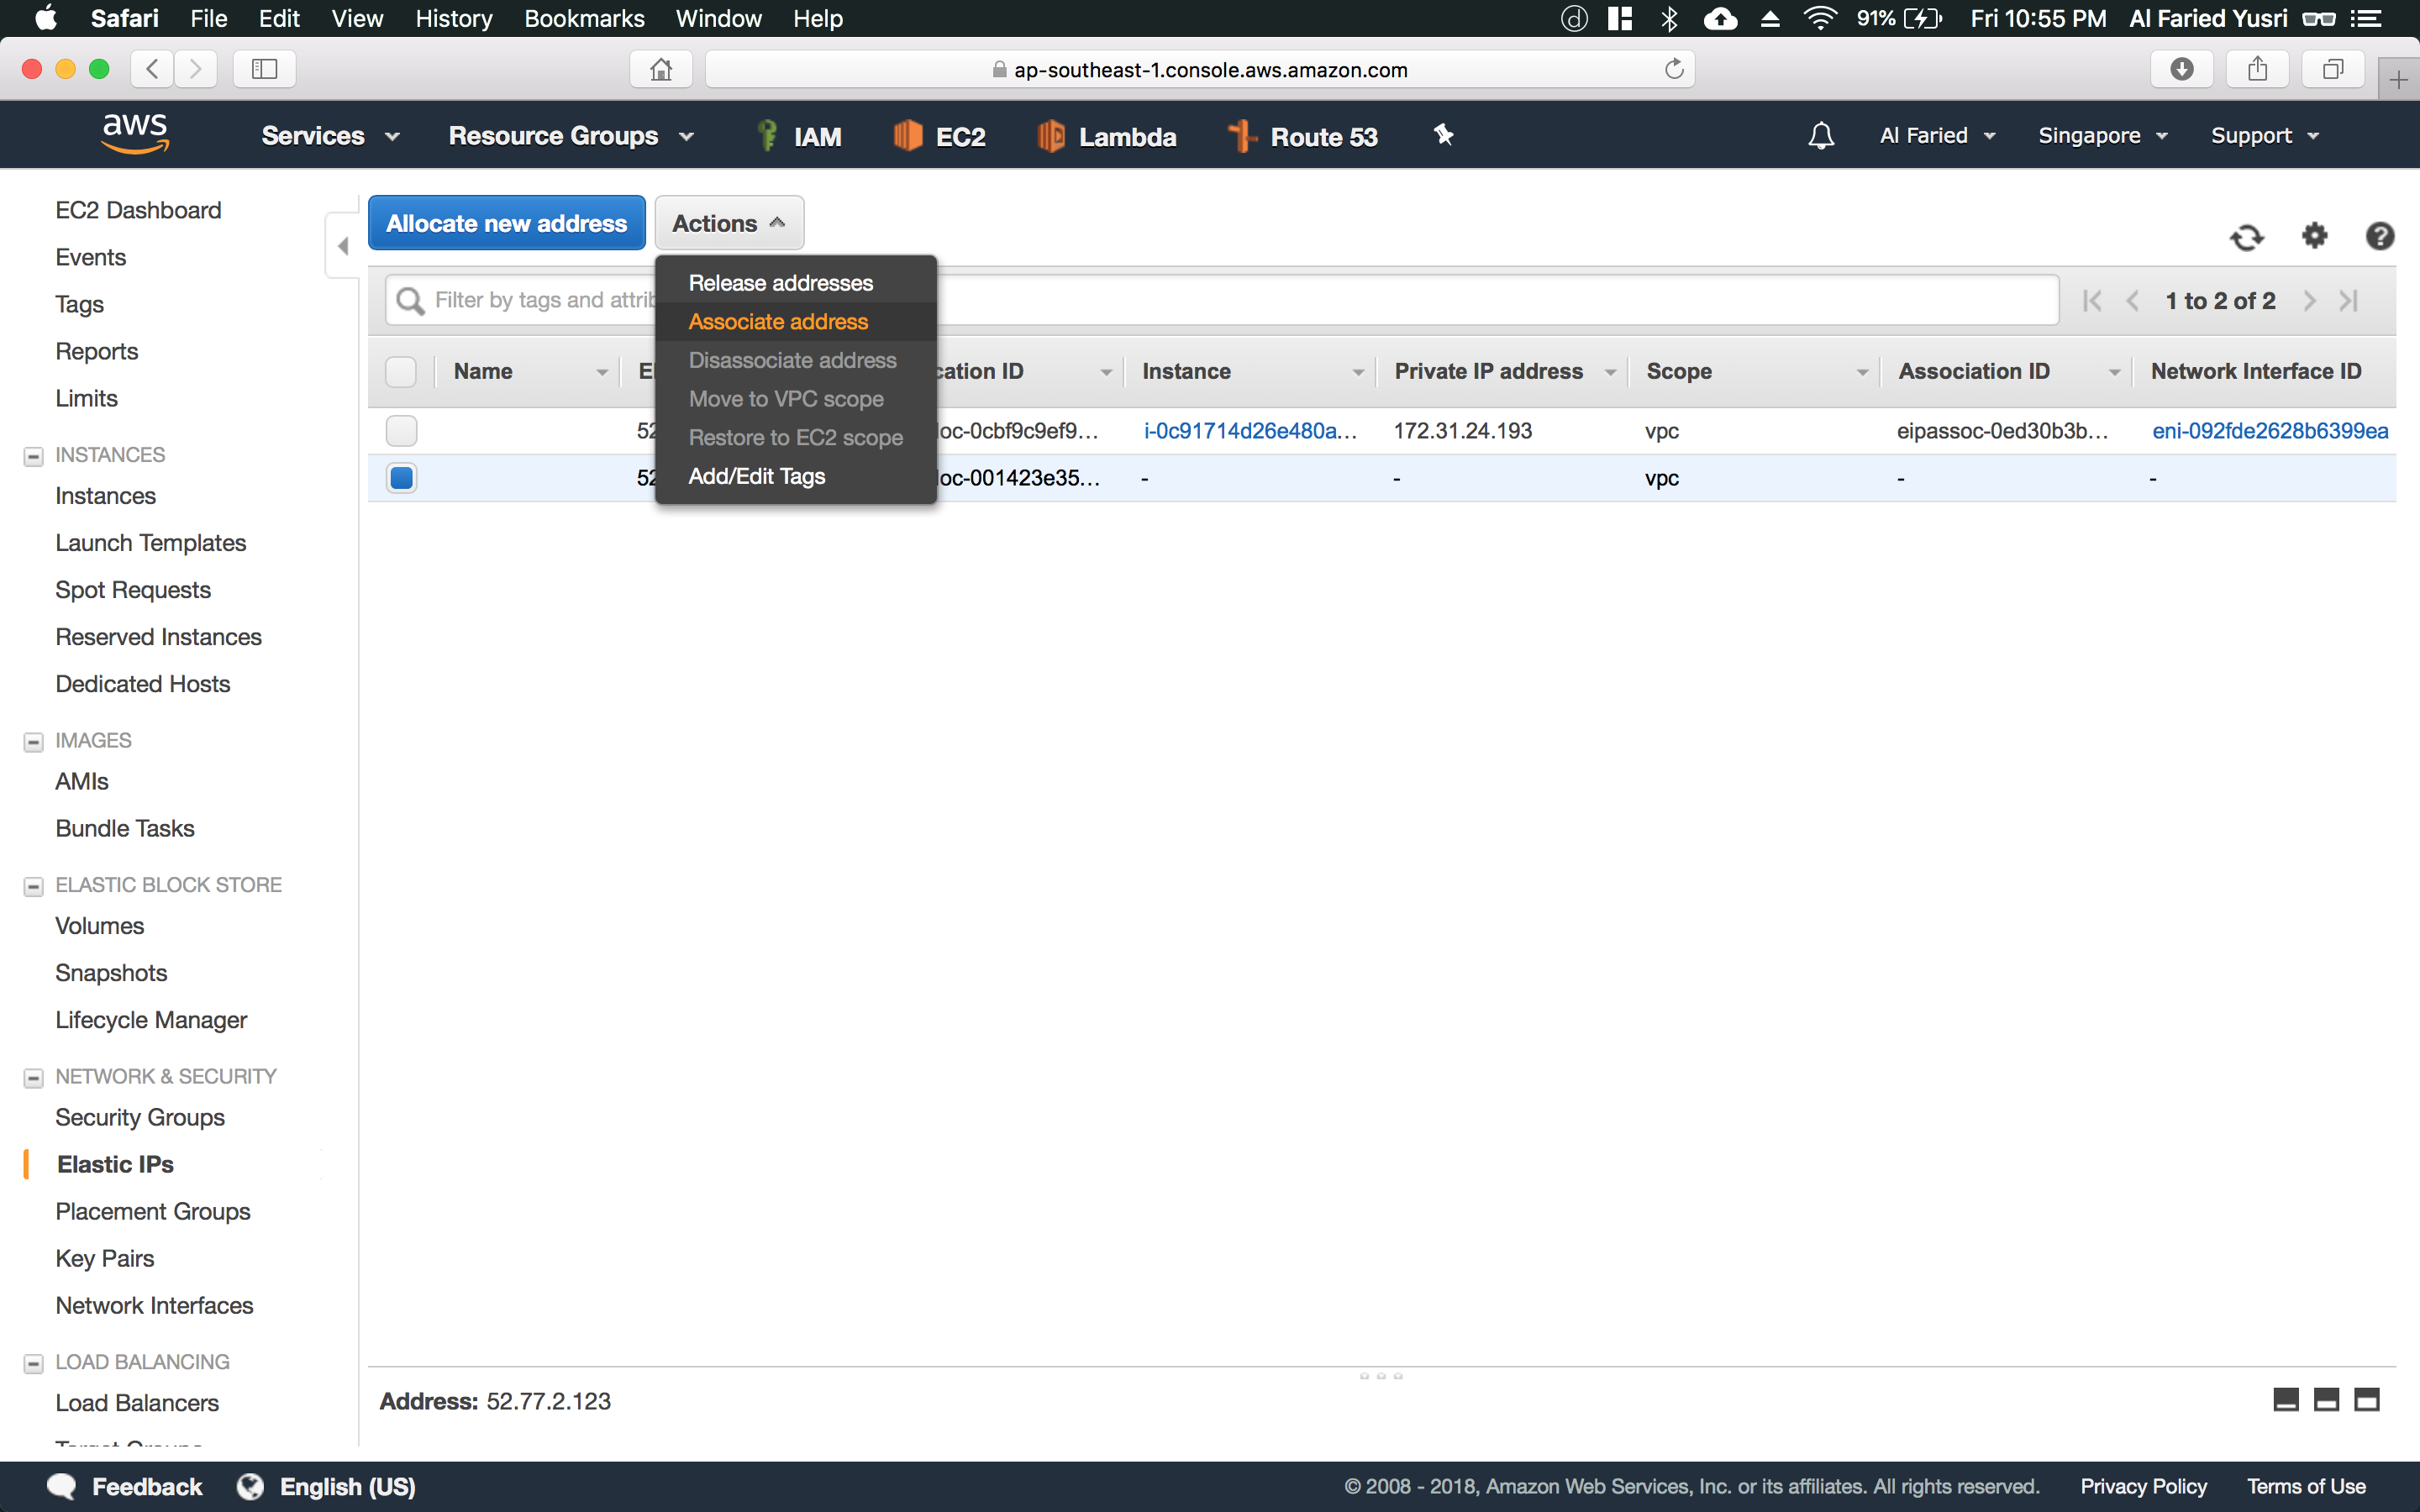 Safari File Edit View History Bookmarks Window Help 91% Fri 10:55 PM Al Faried Yusri
ap-southeast-1.console.aws.amazon.com
aws Services Resource Groups IAM EC2 Lambda Route 53 Al Faried Singapore Support
EC2 Dashboard
Events
Tags
Reports
Limits
INSTANCES
Instances
Launch Templates
Spot Requests
Reserved Instances
Dedicated Hosts
IMAGES
AMIs
Bundle Tasks
ELASTIC BLOCK STORE
Volumes
Snapshots
Lifecycle Manager
NETWORK & SECURITY
Security Groups
Elastic IPs
Placement Groups
Key Pairs
Network Interfaces
LOAD BALANCING
Load Balancers
Allocate new address Actions
Release addresses
Associate address
Disassociate address
Move to VPC scope
Restore to EC2 scope
Add/Edit Tags
Filter by tags and attrib
1 to 2 of 2
Name El cation ID Instance Private IP address Scope Association ID Network Interface ID
52 oc-0cbf9c9ef9... i-0c91714d26e480a... 172.31.24.193 vpc eipassoc-0ed30b3b... eni-092fde2628b6399ea
52 oc-001423e35... - - vpc - -
Address: 52.77.2.123
Feedback English (US) © 2008 - 2018, Amazon Web Services, Inc. or its affiliates. All rights reserved. Privacy Policy Terms of Use